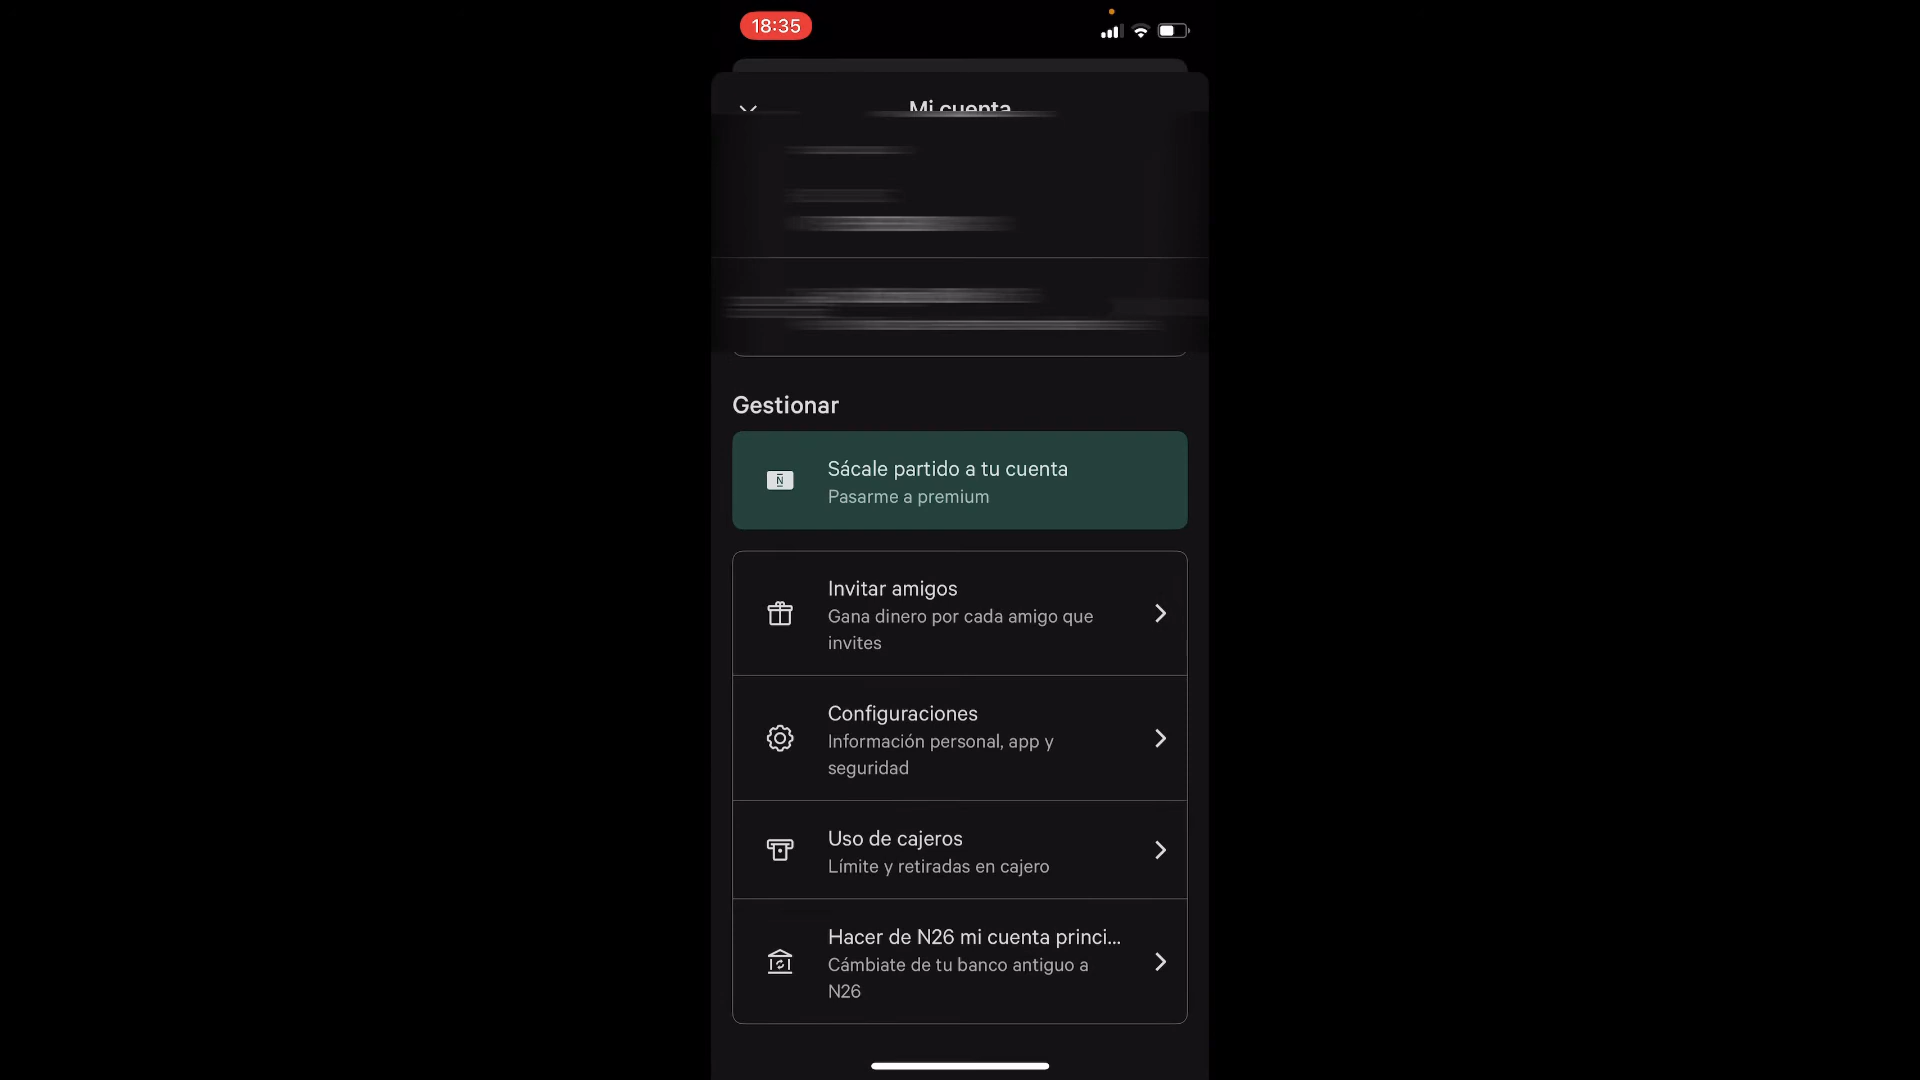 18:35
Mi cuenta
Gestionar
Sácale partido a tu cuenta
Pasarme a premium
Invitar amigos
Gana dinero por cada amigo que
invites
Configuraciones
Información personal, app y
seguridad
Uso de cajeros
Límite y retiradas en cajero
Hacer de N26 mi cuenta princi...
Cámbiate de tu banco antiguo a
N26